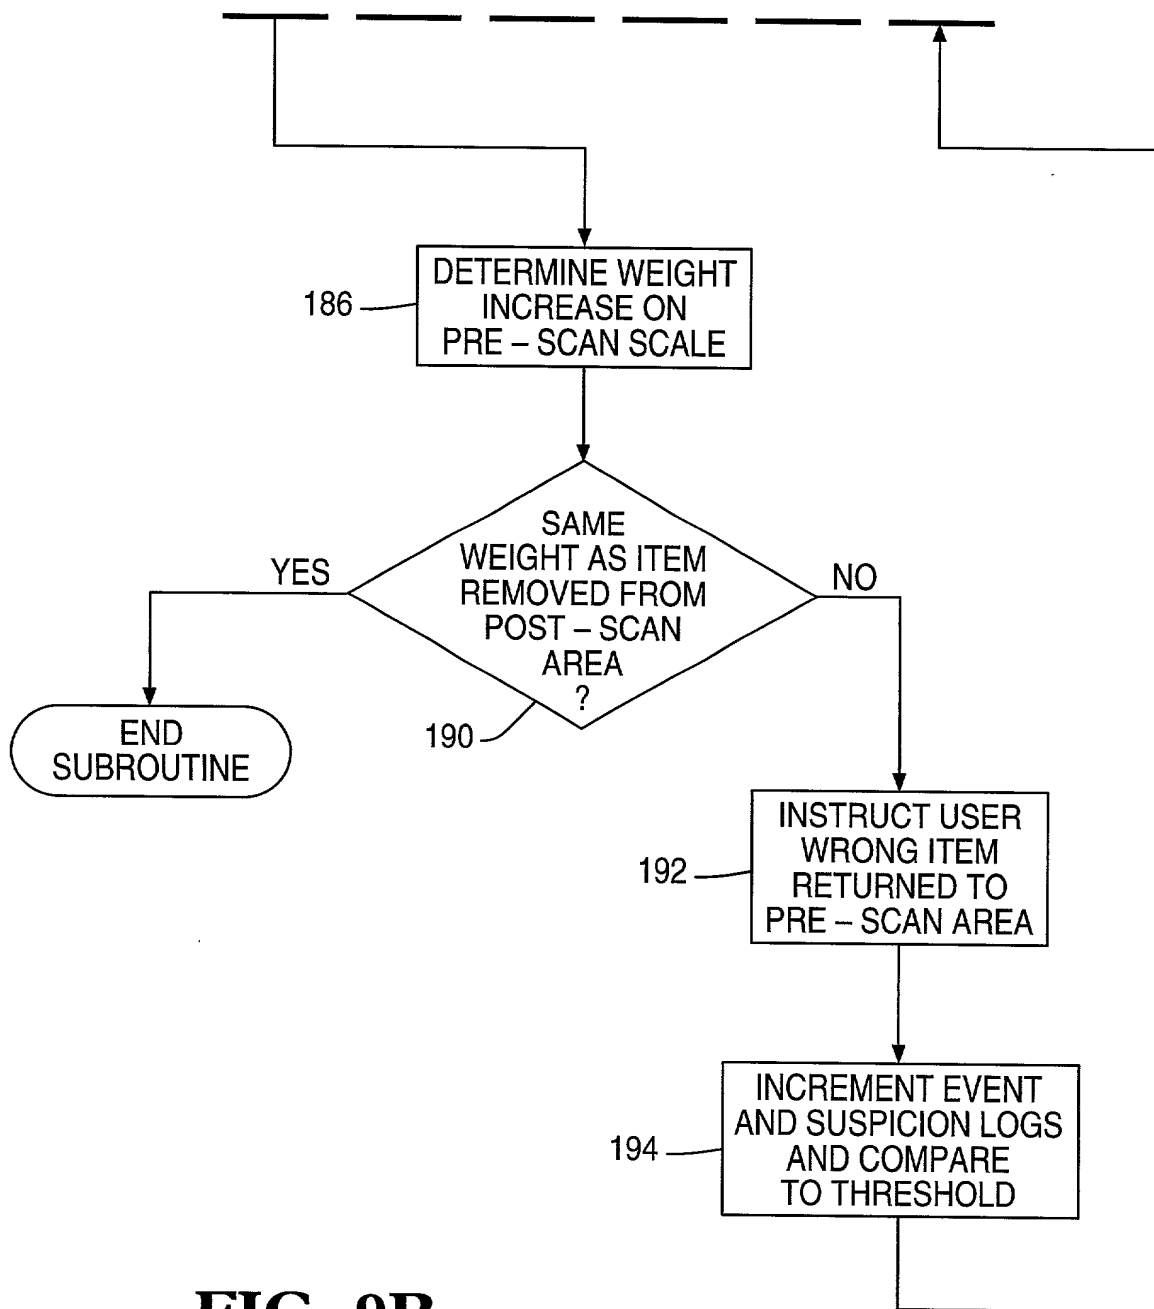 DETERMINE WEIGHT
INCREASE ON
PRE – SCAN SCALE
186
SAME
WEIGHT AS ITEM
REMOVED FROM
POST – SCAN
AREA
?
YES
NO
190
END
SUBROUTINE
INSTRUCT USER
WRONG ITEM
RETURNED TO
PRE – SCAN AREA
192
INCREMENT EVENT
AND SUSPICION LOGS
AND COMPARE
TO THRESHOLD
194
FIG. 9B